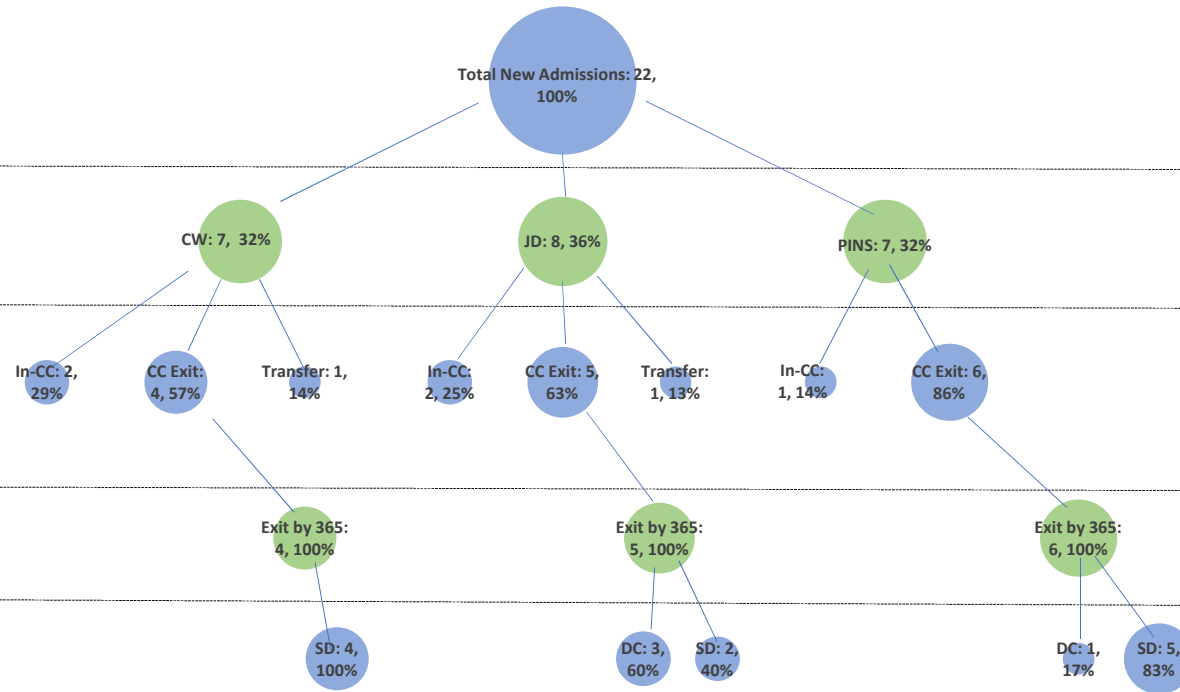 Total New Admissions: 22,
100%
CW: 7,  32%
JD: 8, 36%
PINS: 7, 32%
In-CC: 2,
29%
CC Exit:
4, 57%
Transfer: 1,
14%
In-CC:
2, 25%
CC Exit: 5,
63%
Transfer:
1, 13%
In-CC:
1, 14%
CC Exit: 6,
86%
Exit by 365:
4, 100%
Exit by 365:
5, 100%
Exit by 365:
6, 100%
SD: 4,
100%
DC: 3,
60%
SD: 2,
40%
DC: 1,
17%
SD: 5,
83%